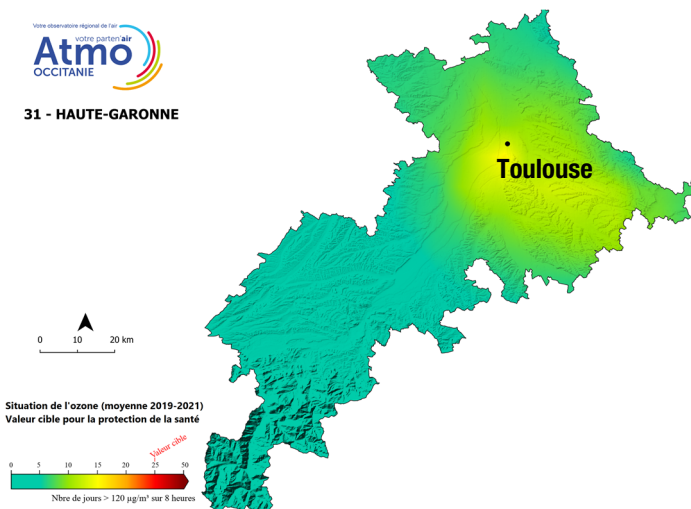 Votre observatoire régional de l'air
votre parten'air
Atmo
OCCITANIE
31 - HAUTE-GARONNE
Toulouse
0 10 20 km
Situation de l'ozone (moyenne 2019-2021)
Valeur cible pour la protection de la santé
Valeur cible
0 5 10 15 20 25 30
Nbre de jours > 120 µg/m³ sur 8 heures